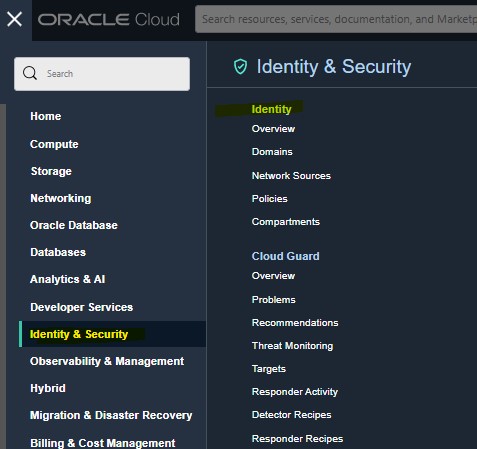 ORACLE Cloud
Search resources, services, documentation, and Marketp
Search
Home
Compute
Storage
Networking
Oracle Database
Databases
Analytics & AI
Developer Services
Identity & Security
Observability & Management
Hybrid
Migration & Disaster Recovery
Billing & Cost Management
Identity & Security
Identity
Overview
Domains
Network Sources
Policies
Compartments
Cloud Guard
Overview
Problems
Recommendations
Threat Monitoring
Targets
Responder Activity
Detector Recipes
Responder Recipes